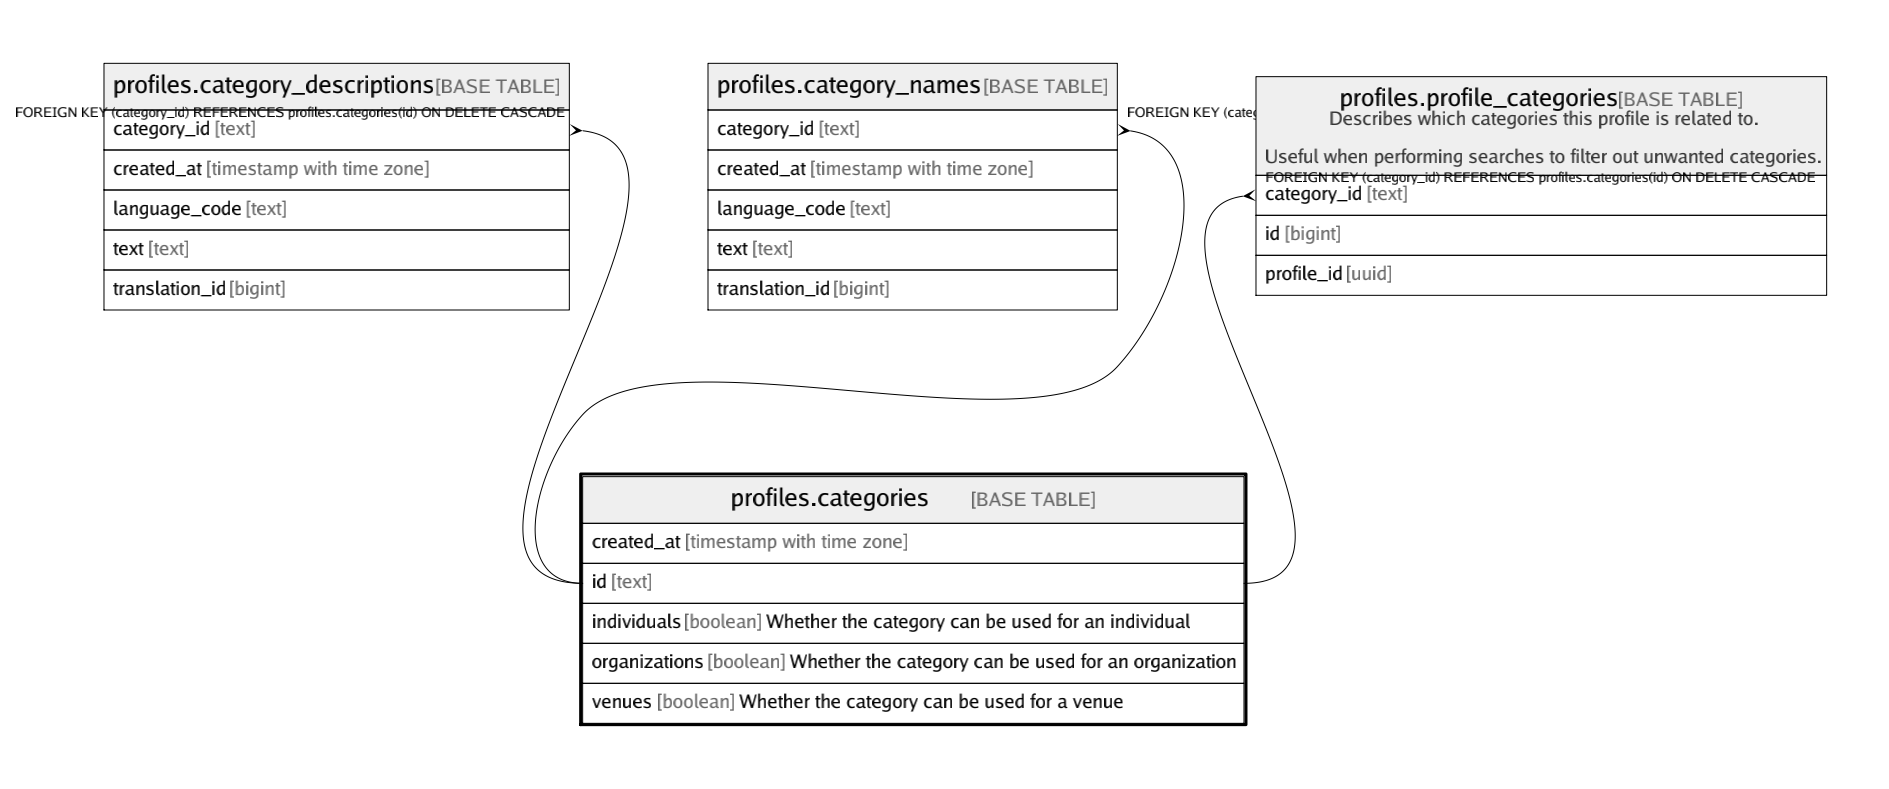 profiles.category_descriptions [BASE TABLE]
FOREIGN KEY (category_id) REFERENCES profiles.categories(id) ON DELETE CASCADE
category_id [text]
created_at [timestamp with time zone]
language_code [text]
text [text]
translation_id [bigint]
profiles.category_names [BASE TABLE]
FOREIGN KEY (categ
category_id [text]
created_at [timestamp with time zone]
language_code [text]
text [text]
translation_id [bigint]
profiles.profile_categories [BASE TABLE]
Describes which categories this profile is related to.
Useful when performing searches to filter out unwanted categories.
FOREIGN KEY (category_id) REFERENCES profiles.categories(id) ON DELETE CASCADE
category_id [text]
id [bigint]
profile_id [uuid]
profiles.categories [BASE TABLE]
created_at [timestamp with time zone]
id [text]
individuals [boolean] Whether the category can be used for an individual
organizations [boolean] Whether the category can be used for an organization
venues [boolean] Whether the category can be used for a venue